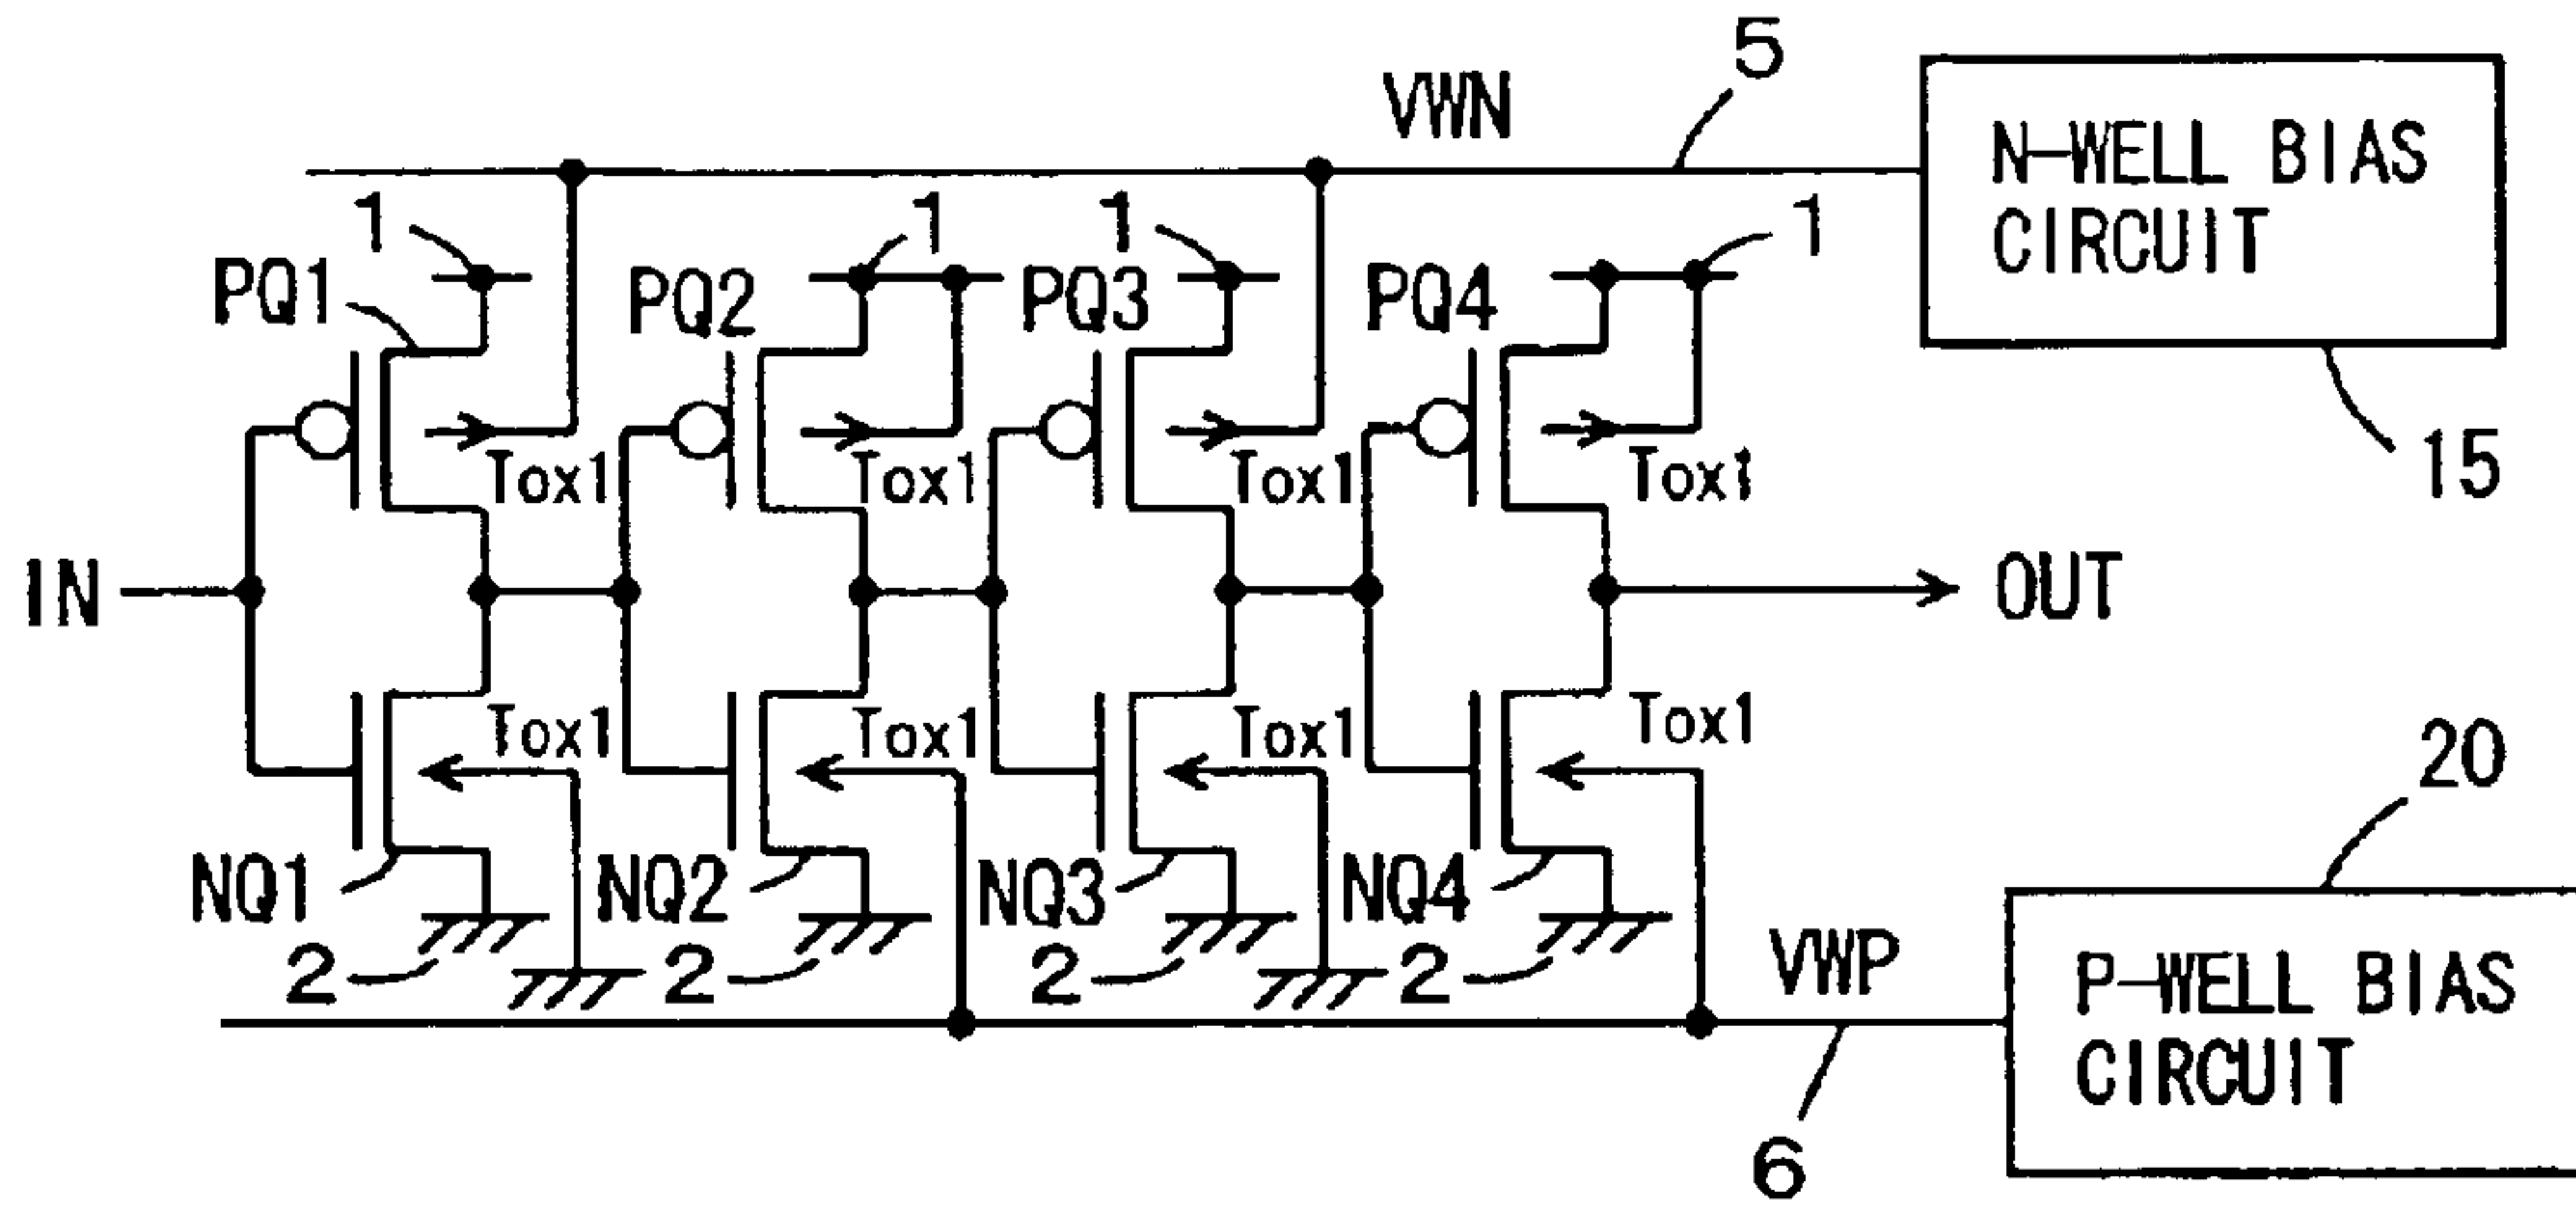 5
VWN
N-WELL BIAS
CIRCUIT
1 1 1 1
PQ1 PQ2 PQ3 PQ4
15
Tox1 Tox1 Tox1 Tox1
IN OUT
Tox1 Tox1 Tox1 Tox1
20
NQ1 NQ2 NQ3 NQ4
2 2 2 2
VWP
P-WELL BIAS
CIRCUIT
6